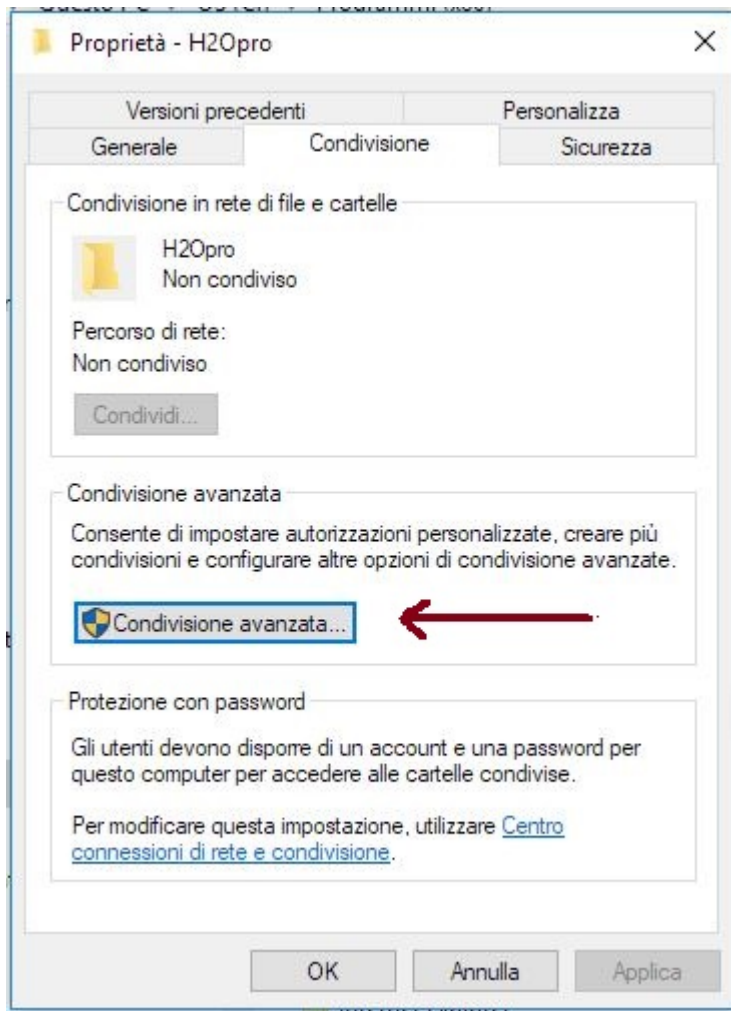 Proprietà - H2Opro
Versioni precedenti
Personalizza
Generale
Condivisione
Sicurezza
Condivisione in rete di file e cartelle
H2Opro
Non condiviso
Percorso di rete:
Non condiviso
Condividi...
Condivisione avanzata
Consente di impostare autorizzazioni personalizzate, creare più
condivisioni e configurare altre opzioni di condivisione avanzate.
Condivisione avanzata...
Protezione con password
Gli utenti devono disporre di un account e una password per
questo computer per accedere alle cartelle condivise.
Per modificare questa impostazione, utilizzare Centro
connessioni di rete e condivisione.
OK
Annulla
Applica